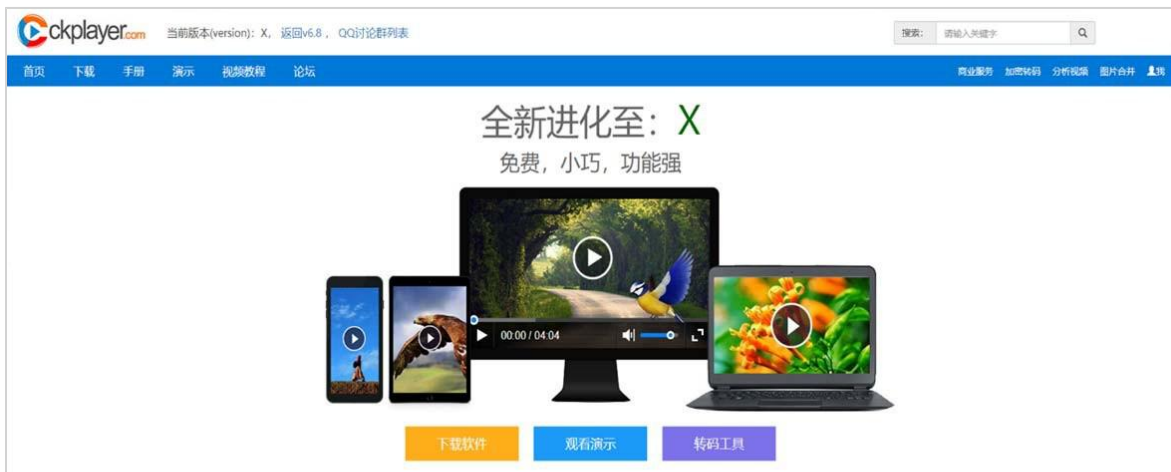 ckplayer.com 当前版本(version)：X， 返回v6.8 ， QQ讨论群列表 搜索： 请输入关键字
首页 下载 手册 演示 视频教程 论坛 商业服务 加密转码 分析视频 图片合并 我
全新进化至：X
免费，小巧，功能强
00:00 / 04:04
下载软件 观看演示 转码工具